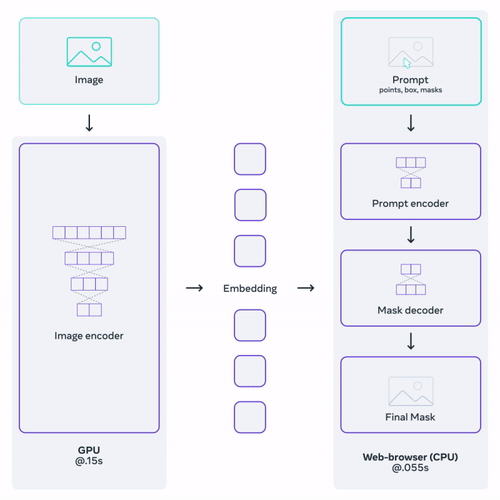 Image
Image encoder
GPU
@.15s
Embedding
Prompt
points, box, masks
Prompt encoder
Mask decoder
Final Mask
Web-browser (CPU)
@.055s